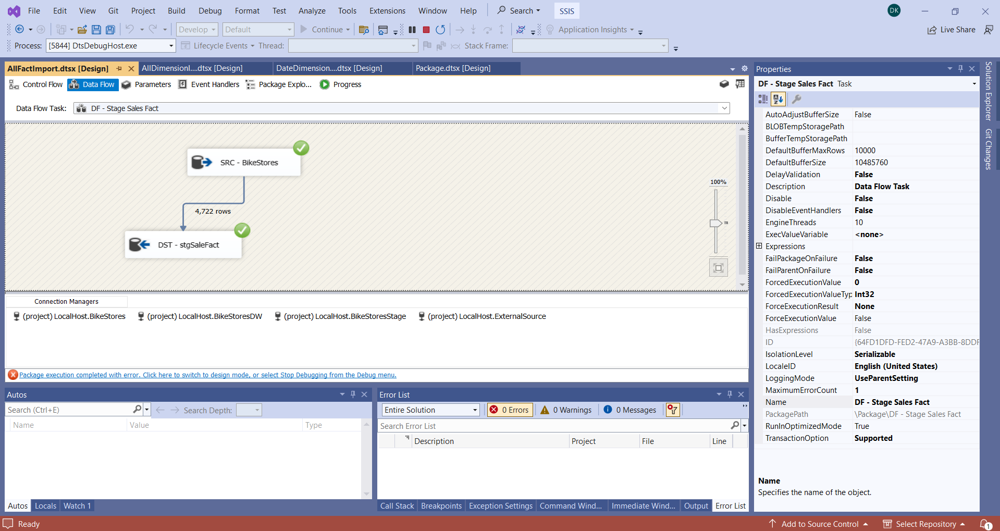 File Edit View Git Project Build Debug Format Test Analyze Tools Extensions Window Help Search SSIS DK
Develop Default Continue Application Insights Live Share
Process: [5844] DtsDebugHost.exe Lifecycle Events Thread: Stack Frame:
AllFactImport.dtsx [Design] AllDimensionI....dtsx [Design] DateDimension....dtsx [Design] Package.dtsx [Design]
Control Flow Data Flow Parameters Event Handlers Package Explo... Progress
Data Flow Task: DF - Stage Sales Fact
SRC - BikeStores
4,722 rows
DST - stgSaleFact
100%
Connection Managers
(project) LocalHost.BikeStores (project) LocalHost.BikeStoresDW (project) LocalHost.BikeStoresStage (project) LocalHost.ExternalSource
Package execution completed with error. Click here to switch to design mode, or select Stop Debugging from the Debug menu.
Autos
Search (Ctrl+E) Search Depth:
Name Value Type
Autos Locals Watch 1
Error List
Entire Solution 0 Errors 0 Warnings 0 Messages
Search Error List
Description Project File Line
Call Stack Breakpoints Exception Settings Command Wind... Immediate Wind... Output Error List
Properties
DF - Stage Sales Fact Task
AutoAdjustBufferSize False
BLOBTempStoragePath
BufferTempStoragePath
DefaultBufferMaxRows 10000
DefaultBufferSize 10485760
DelayValidation False
Description Data Flow Task
Disable False
DisableEventHandlers False
EngineThreads 10
ExecValueVariable <none>
Expressions
FailPackageOnFailure False
FailParentOnFailure False
ForcedExecutionValue 0
ForcedExecutionValueTyp Int32
ForceExecutionResult None
ForceExecutionValue False
HasExpressions False
ID {64FD1DFD-FED2-47A9-A3BB-8DDF
IsolationLevel Serializable
LocaleID English (United States)
LoggingMode UseParentSetting
MaximumErrorCount 1
Name DF - Stage Sales Fact
PackagePath \Package\DF - Stage Sales Fact
RunInOptimizedMode True
TransactionOption Supported
Name
Specifies the name of the object.
Solution Explorer
Git Changes
Ready Add to Source Control Select Repository 1